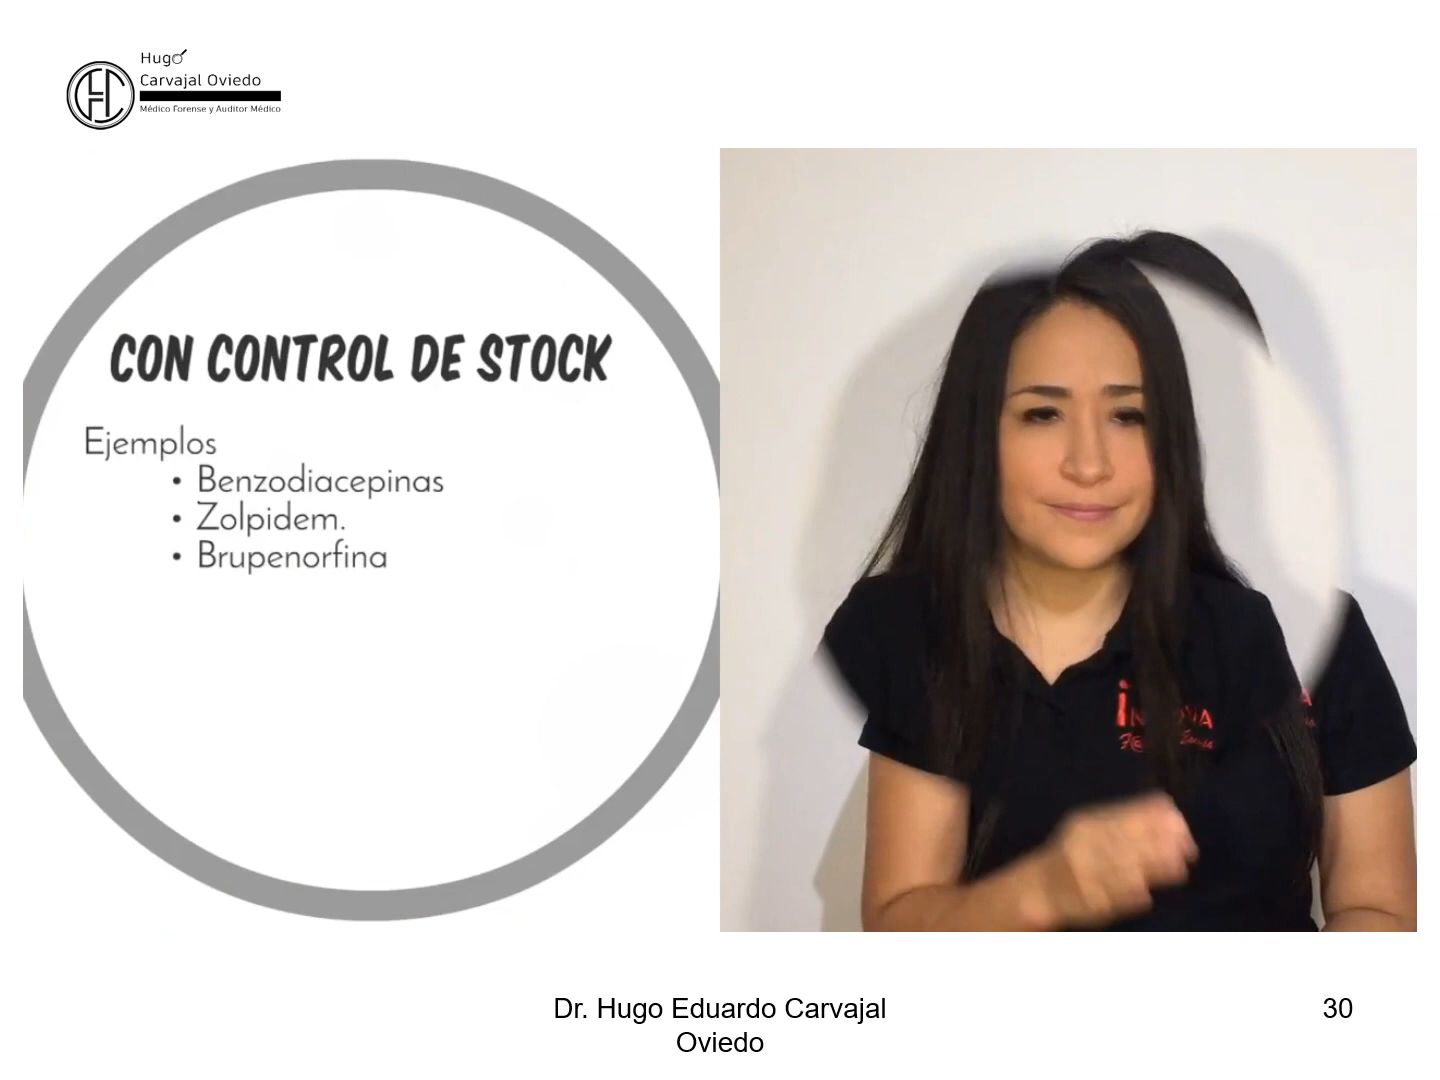 Hugo
Carvajal Oviedo
Médico Forense y Auditor Médico
CON CONTROL DE STOCK
Ejemplos
• Benzodiacepinas
• Zolpidem.
• Brupenorfina
Dr. Hugo Eduardo Carvajal
Oviedo
30